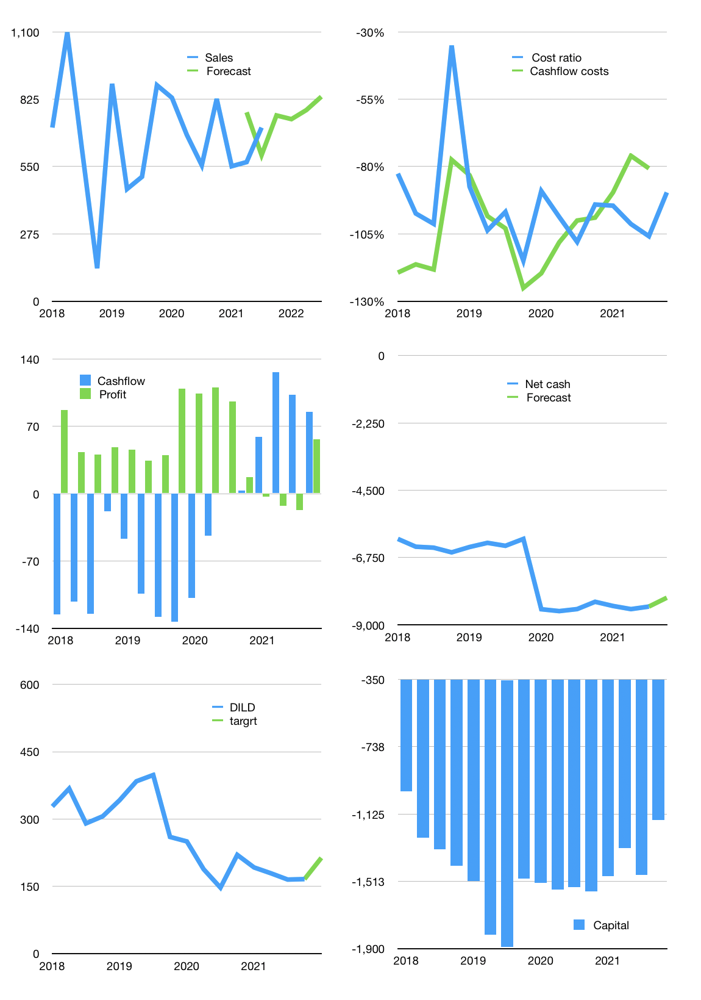 1,100
825
550
275
0
2018 2019 2020 2021 2022
Sales
Forecast
-30%
-55%
-80%
-105%
-130%
2018 2019 2020 2021
Cost ratio
Cashflow costs
140
70
0
-70
-140
2018 2019 2020 2021
Cashflow
Profit
0
-2,250
-4,500
-6,750
-9,000
2018 2019 2020 2021
Net cash
Forecast
600
450
300
150
0
2018 2019 2020 2021
DILD
targrt
-350
-738
-1,125
-1,513
-1,900
2018 2019 2020 2021
Capital